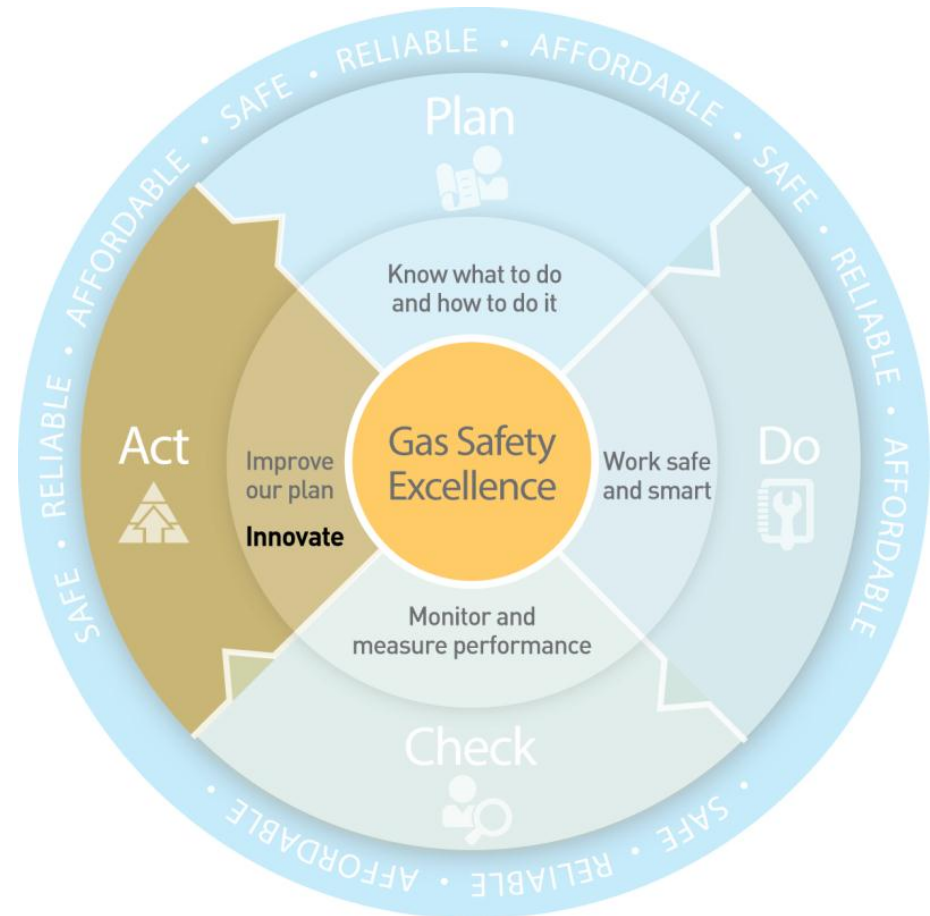 SAFE • RELIABLE • AFFORDABLE • SAFE • RELIABLE • AFFORDABLE • SAFE • RELIABLE • AFFORDABLE • SAFE • RELIABLE • AFFORDABLE •
Plan
Know what to do
and how to do it
Act
Improve
our plan
Innovate
Gas Safety
Excellence
Work safe
and smart
Do
Monitor and
measure performance
Check